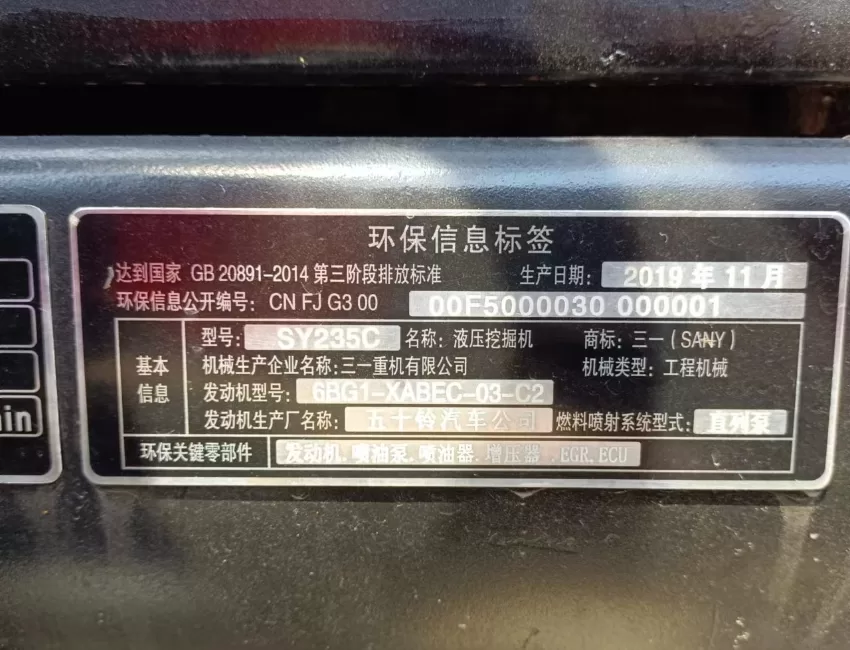 环保信息标签
达到国家 GB 20891-2014 第三阶段排放标准 生产日期: 2019 年 11 月
环保信息公开编号: CN FJ G3 00 00F5000030 000001
型号: SY235C 名称: 液压挖掘机 商标: 三一(SANY)
基本信息
机械生产企业名称:三一重机有限公司 机械类型: 工程机械
发动机型号: 6BG1-XABEC-03-C2
发动机生产厂名称: 五十铃汽车公司 燃料喷射系统型式: 直列泵
环保关键零部件 发动机.喷油泵.喷油器.增压器.EGR.ECU
in